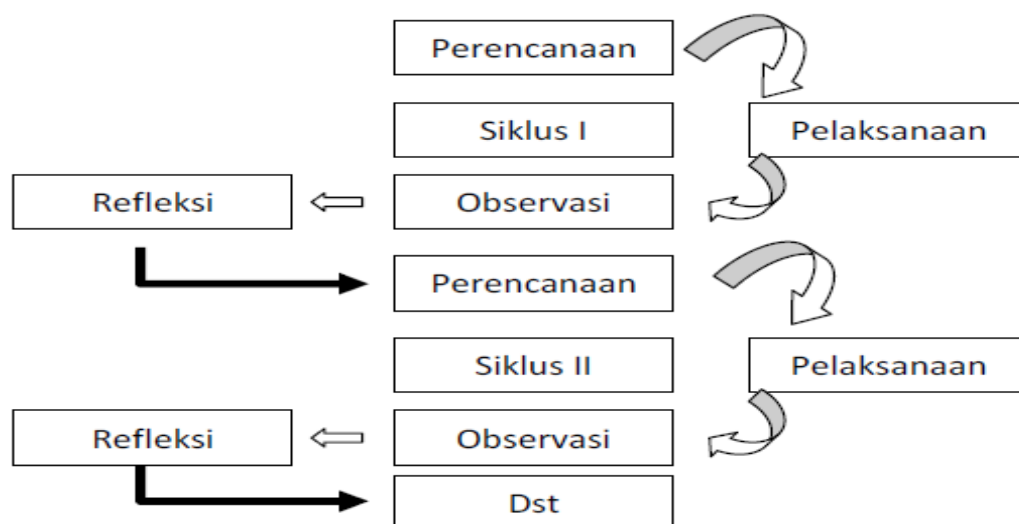 Perencanaan
Siklus I
Pelaksanaan
Refleksi
Observasi
Perencanaan
Siklus II
Pelaksanaan
Refleksi
Observasi
Dst